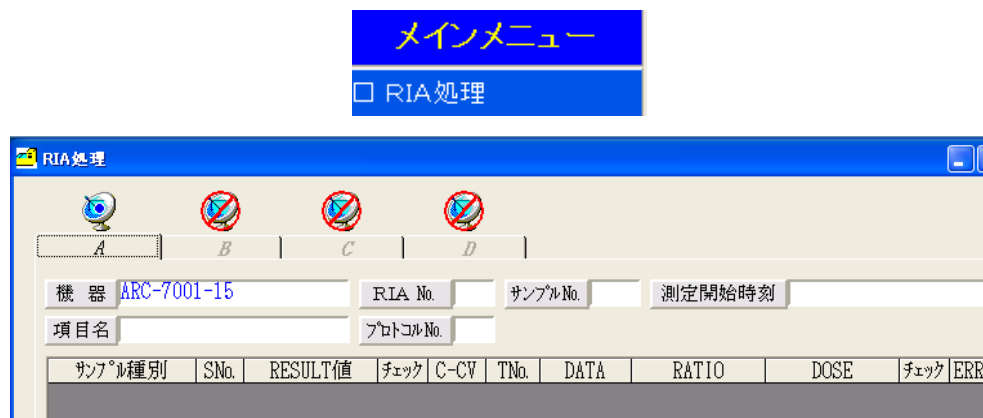 メインメニュー
□ RIA処理
RIA処理
A B C D
機 器 ARC-7001-15 RIA No. サンプルNo. 測定開始時刻
項目名 プロトコルNo.
サンプル種別 SNo. RESULT値 チェック C-CV TNo. DATA RATIO DOSE チェック ERR